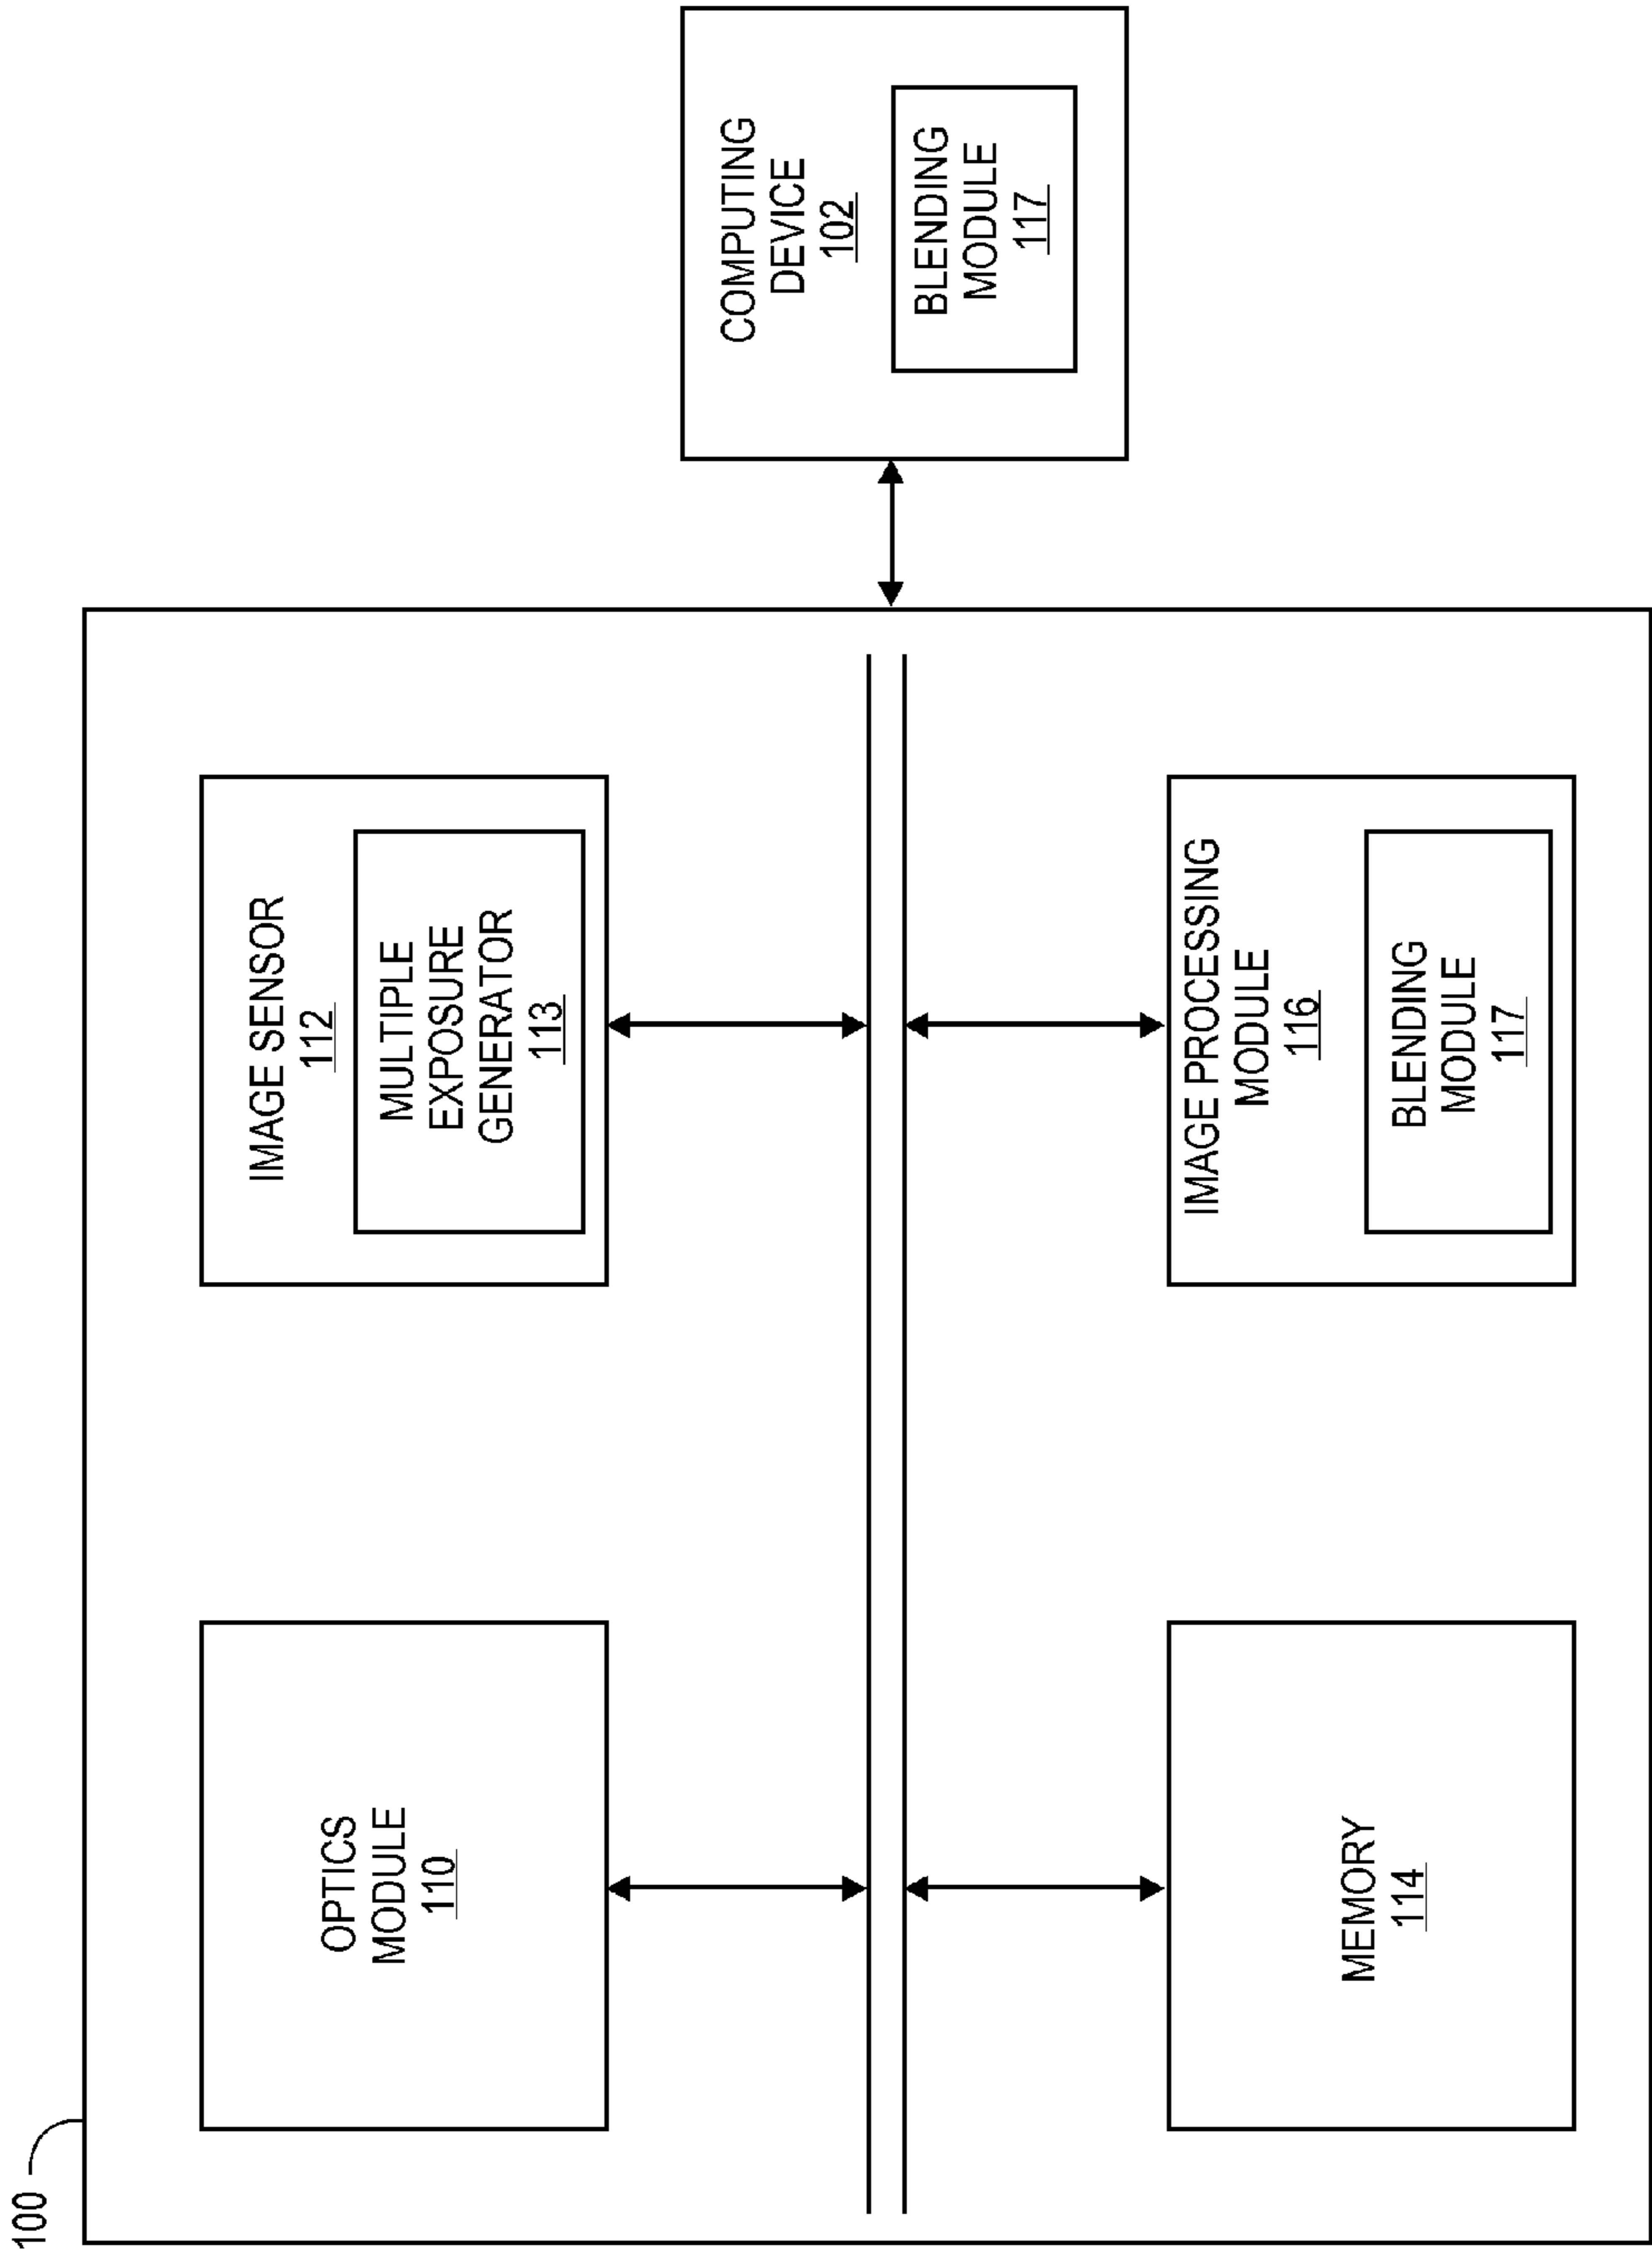 100
OPTICS
MODULE
110
IMAGE SENSOR
112
MULTIPLE
EXPOSURE
GENERATOR
113
MEMORY
114
IMAGE PROCESSING
MODULE
116
BLENDING
MODULE
117
COMPUTING
DEVICE
102
BLENDING
MODULE
117